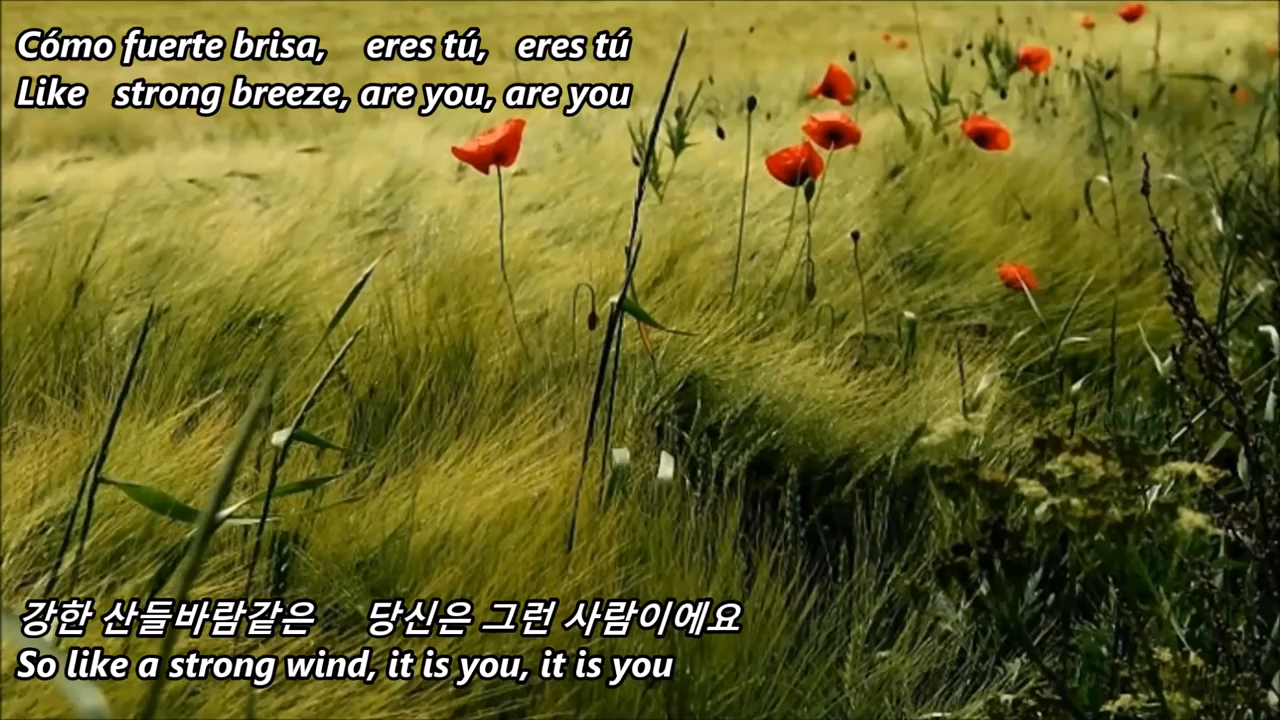 Cómo fuerte brisa, eres tú, eres tú
Like strong breeze, are you, are you
강한 산들바람같은 당신은 그런 사람이에요
So like a strong wind, it is you, it is you